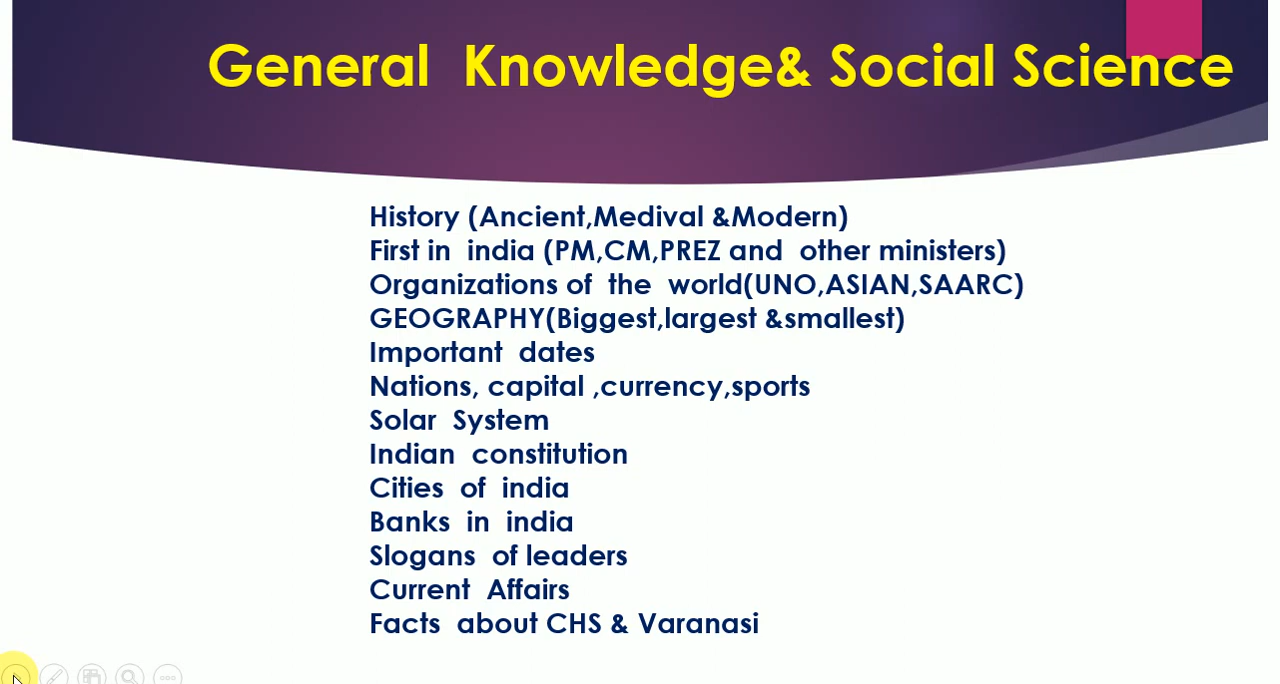 General Knowledge& Social Science
History (Ancient,Medival &Modern)
First in india (PM,CM,PREZ and other ministers)
Organizations of the world(UNO,ASIAN,SAARC)
GEOGRAPHY(Biggest,largest &smallest)
Important dates
Nations, capital ,currency,sports
Solar System
Indian constitution
Cities of india
Banks in india
Slogans of leaders
Current Affairs
Facts about CHS & Varanasi